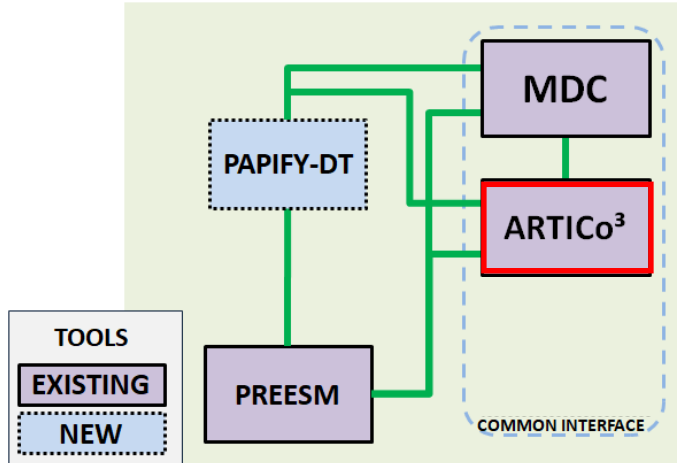 MDC
PAPIFY-DT
ARTICo³
TOOLS
EXISTING
NEW
PREESM
COMMON INTERFACE